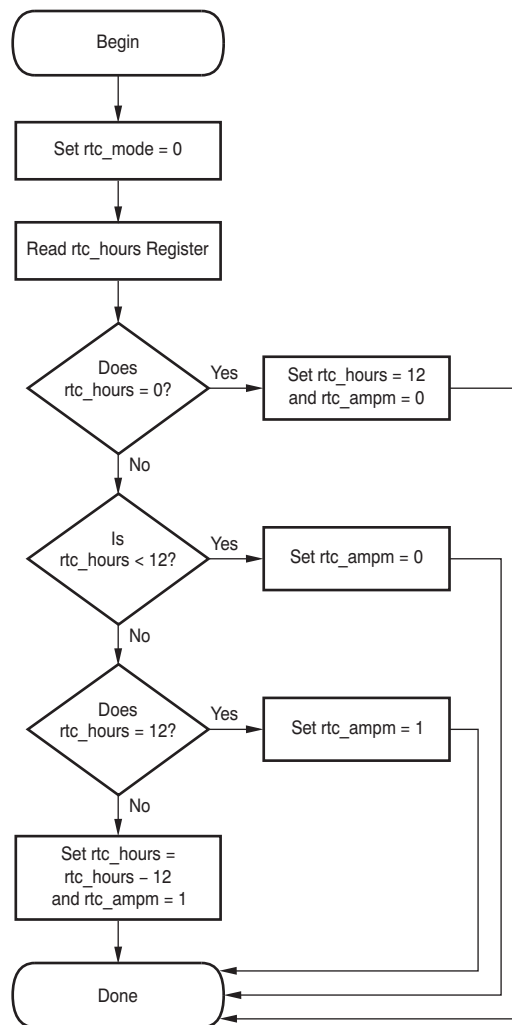 Begin
Set rtc_mode = 0
Read rtc_hours Register
Does
rtc_hours = 0?
Yes
Set rtc_hours = 12
and rtc_ampm = 0
No
Is
rtc_hours < 12?
Yes
Set rtc_ampm = 0
No
Does
rtc_hours = 12?
Yes
Set rtc_ampm = 1
No
Set rtc_hours =
rtc_hours – 12
and rtc_ampm = 1
Done